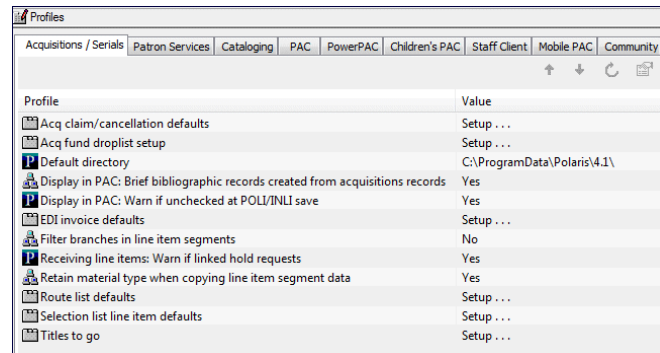 Profiles
Acquisitions / Serials Patron Services Cataloging PAC PowerPAC Children's PAC Staff Client Mobile PAC Community
Profile Value
Acq claim/cancellation defaults Setup . . .
Acq fund droplist setup Setup . . .
P Default directory C:\ProgramData\Polaris\4.1\
Display in PAC: Brief bibliographic records created from acquisitions records Yes
P Display in PAC: Warn if unchecked at POLI/INLI save Yes
EDI invoice defaults Setup . . .
Filter branches in line item segments No
P Receiving line items: Warn if linked hold requests Yes
Retain material type when copying line item segment data Yes
Route list defaults Setup . . .
Selection list line item defaults Setup . . .
Titles to go Setup . . .